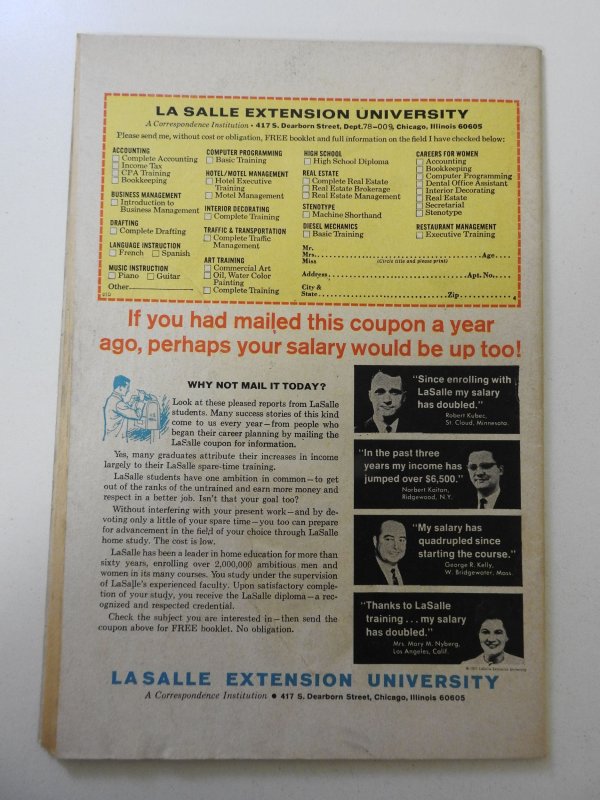 LA SALLE EXTENSION UNIVERSITY
A Correspondence Institution • 417 S. Dearborn Street, Dept. 78-009, Chicago, Illinois 60605
Please send me, without cost or obligation, FREE booklet and full information on the field I have checked below:
ACCOUNTING
Complete Accounting
Income Tax
CPA Training
Bookkeeping
BUSINESS MANAGEMENT
Introduction to
Business Management
DRAFTING
Complete Drafting
LANGUAGE INSTRUCTION
French Spanish
MUSIC INSTRUCTION
Piano Guitar
Other
COMPUTER PROGRAMMING
Basic Training
HOTEL/MOTEL MANAGEMENT
Hotel Executive
Training
Motel Management
INTERIOR DECORATING
Complete Training
TRAFFIC & TRANSPORTATION
Complete Traffic
Management
ART TRAINING
Commercial Art
Oil, Water Color
Painting
Complete Training
HIGH SCHOOL
High School Diploma
REAL ESTATE
Complete Real Estate
Real Estate Brokerage
Real Estate Management
STENOTYPE
Machine Shorthand
DIESEL MECHANICS
Basic Training
CAREERS FOR WOMEN
Accounting
Bookkeeping
Computer Programming
Dental Office Assistant
Interior Decorating
Real Estate
Secretarial
Stenotype
RESTAURANT MANAGEMENT
Executive Training
Mr.
Mrs. Age
Miss (Circle title and please print)
Address Apt. No.
City &
State Zip
4
If you had mailed this coupon a year
ago, perhaps your salary would be up too!
WHY NOT MAIL IT TODAY?
Look at these pleased reports from LaSalle
students. Many success stories of this kind
come to us every year—from people who
began their career planning by mailing the
LaSalle coupon for information.
Yes, many graduates attribute their increases in income
largely to their LaSalle spare-time training.
LaSalle students have one ambition in common—to get
out of the ranks of the untrained and earn more money and
respect in a better job. Isn't that your goal too?
Without interfering with your present work—and by de-
voting only a little of your spare time—you too can prepare
for advancement in the field of your choice through LaSalle
home study. The cost is low.
LaSalle has been a leader in home education for more than
sixty years, enrolling over 2,000,000 ambitious men and
women in its many courses. You study under the supervision
of LaSalle's experienced faculty. Upon satisfactory comple-
tion of your study, you receive the LaSalle diploma—a rec-
ognized and respected credential.
Check the subject you are interested in—then send the
coupon above for FREE booklet. No obligation.
"Since enrolling with
LaSalle my salary
has doubled."
Robert Kubec,
St. Cloud, Minnesota.
"In the past three
years my income has
jumped over $6,500."
Norbert Kaitan,
Ridgewood, N.Y.
"My salary has
quadrupled since
starting the course."
George R. Kelly,
W. Bridgewater, Mass.
"Thanks to LaSalle
training . . . my salary
has doubled."
Mrs. Mary M. Nyberg,
Los Angeles, Calif.
LaSalle Extension University
LA SALLE EXTENSION UNIVERSITY
A Correspondence Institution • 417 S. Dearborn Street, Chicago, Illinois 60605